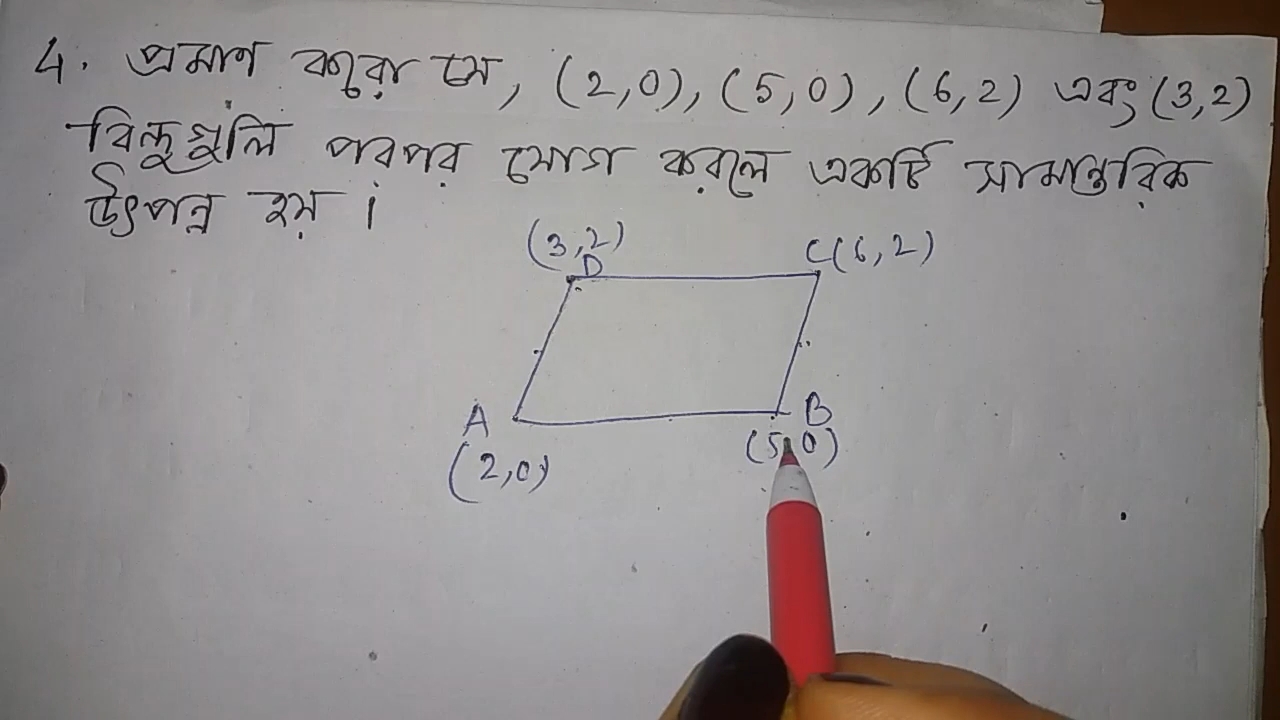 4. প্রমাণ করো যে, (2,0), (5,0), (6,2) এবং (3,2)
বিন্দুগুলি পরপর যোগ করলে একটি সামান্তরিক
উৎপন্ন হয় ।
(3,2)
D
C(6,2)
A
B
(5,0)
(2,0)